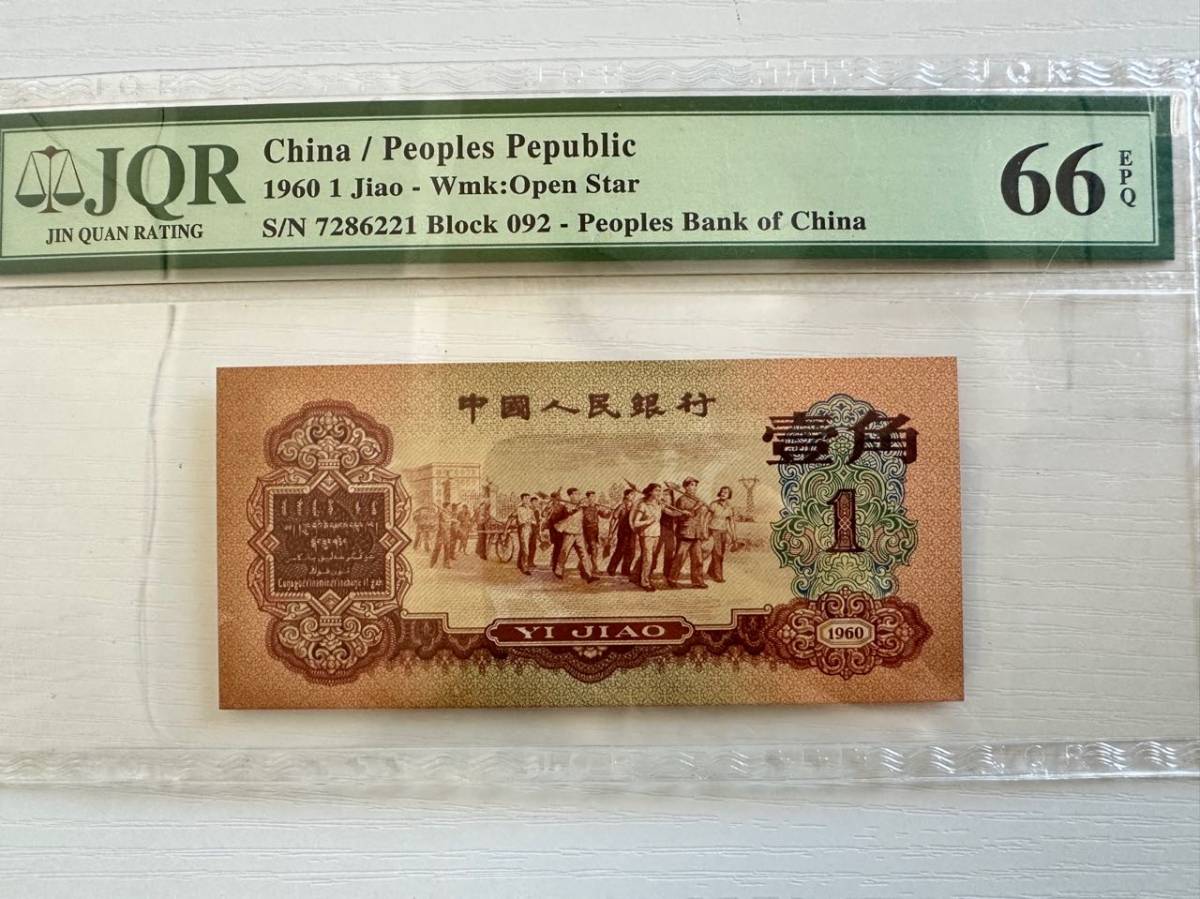 JQR
JIN QUAN RATING
China / Peoples Pepublic
1960 1 Jiao - Wmk:Open Star
S/N 7286221 Block 092 - Peoples Bank of China
66 EPQ
中國人民銀行
壹角
1
YI JIAO
1960